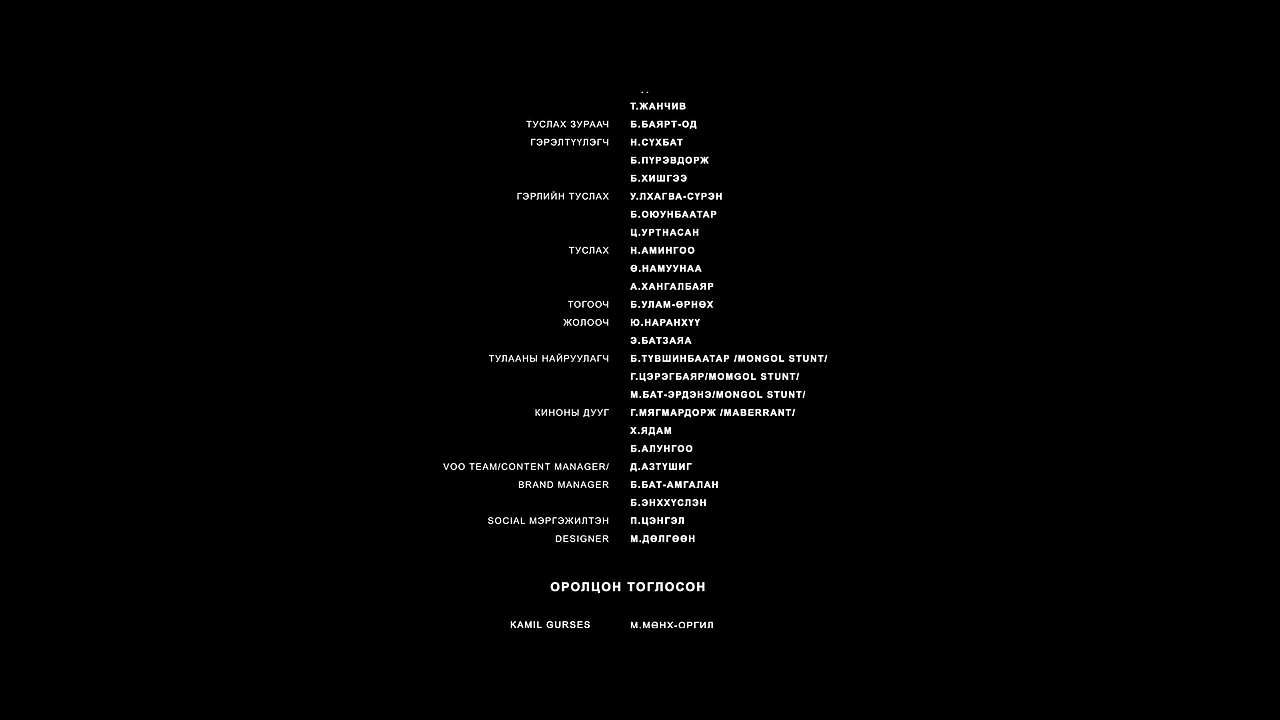 Т.ЖАНЧИВ
ТУСЛАХ ЗУРААЧ Б.БАЯРТ-ОД
ГЭРЭЛТҮҮЛЭГЧ Н.СҮХБАТ
Б.ПҮРЭВДОРЖ
Б.ХИШГЭЭ
ГЭРЛИЙН ТУСЛАХ У.ЛХАГВА-СҮРЭН
Б.ОЮУНБААТАР
Ц.УРТНАСАН
ТУСЛАХ Н.АМИНГОО
Ө.НАМУУНАА
А.ХАНГАЛБАЯР
ТОГООЧ Б.УЛАМ-ӨРНӨХ
ЖОЛООЧ Ю.НАРАНХҮҮ
Э.БАТЗАЯА
ТУЛААНЫ НАЙРУУЛАГЧ Б.ТҮВШИНБААТАР /MONGOL STUNT/
Г.ЦЭРЭГБАЯР/MOMGOL STUNT/
М.БАТ-ЭРДЭНЭ/MONGOL STUNT/
КИНОНЫ ДУУГ Г.МЯГМАРДОРЖ /MABERRANT/
Х.ЯДАМ
Б.АЛУНГОО
VOO TEAM/CONTENT MANAGER/ Д.АЗТҮШИГ
BRAND MANAGER Б.БАТ-АМГАЛАН
Б.ЭНХХҮСЛЭН
SOCIAL МЭРГЭЖИЛТЭН П.ЦЭНГЭЛ
DESIGNER М.ДӨЛГӨӨН
ОРОЛЦОН ТОГЛОСОН
KAMIL GURSES М.МӨНХ-ОРГИЛ